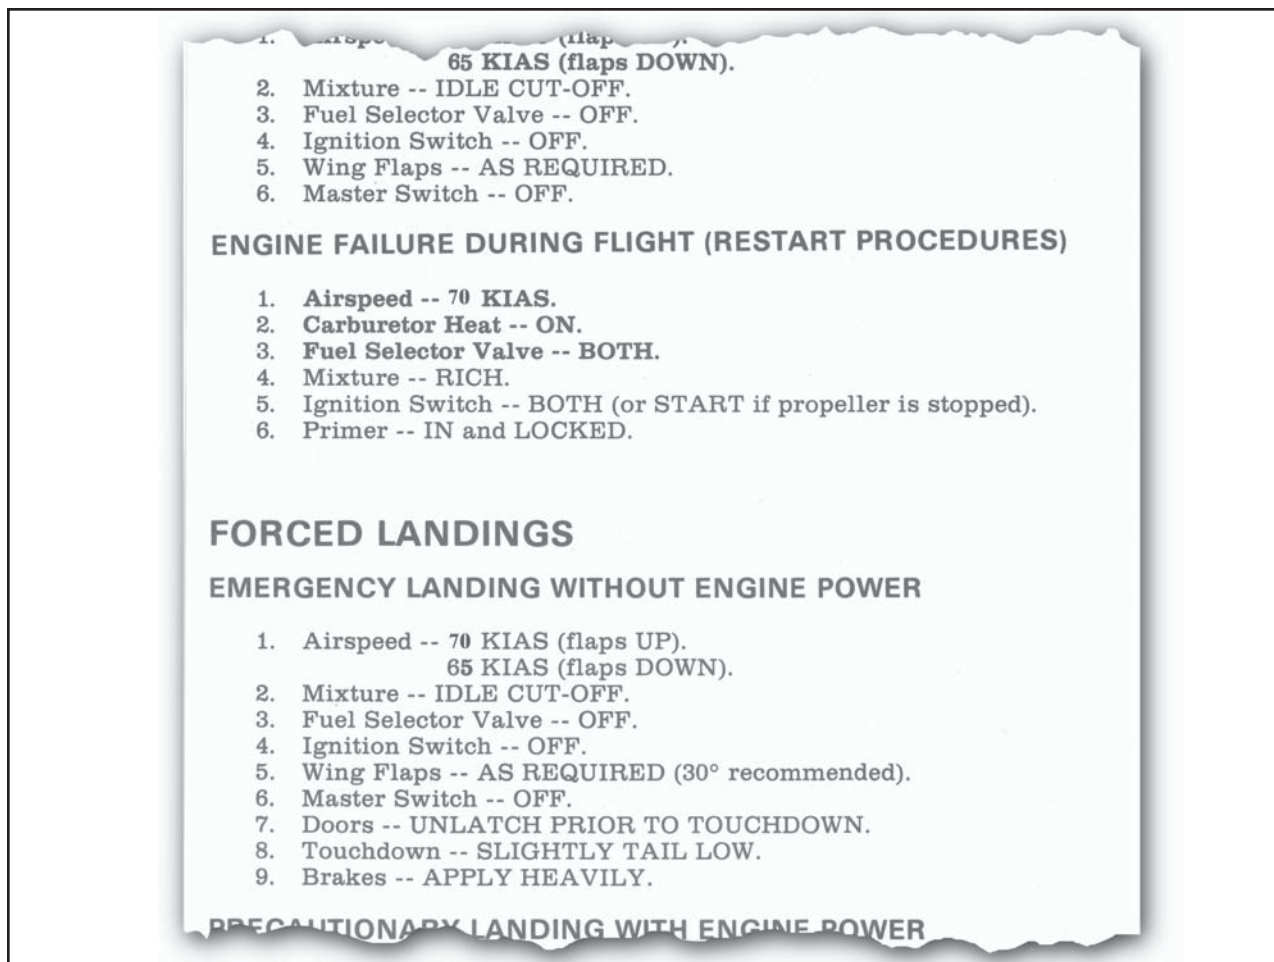 65 KIAS (flaps DOWN).
2. Mixture -- IDLE CUT-OFF.
3. Fuel Selector Valve -- OFF.
4. Ignition Switch -- OFF.
5. Wing Flaps -- AS REQUIRED.
6. Master Switch -- OFF.
ENGINE FAILURE DURING FLIGHT (RESTART PROCEDURES)
1. Airspeed -- 70 KIAS.
2. Carburetor Heat -- ON.
3. Fuel Selector Valve -- BOTH.
4. Mixture -- RICH.
5. Ignition Switch -- BOTH (or START if propeller is stopped).
6. Primer -- IN and LOCKED.
FORCED LANDINGS
EMERGENCY LANDING WITHOUT ENGINE POWER
1. Airspeed -- 70 KIAS (flaps UP).
65 KIAS (flaps DOWN).
2. Mixture -- IDLE CUT-OFF.
3. Fuel Selector Valve -- OFF.
4. Ignition Switch -- OFF.
5. Wing Flaps -- AS REQUIRED (30° recommended).
6. Master Switch -- OFF.
7. Doors -- UNLATCH PRIOR TO TOUCHDOWN.
8. Touchdown -- SLIGHTLY TAIL LOW.
9. Brakes -- APPLY HEAVILY.
PRECAUTIONARY LANDING WITH ENGINE POWER